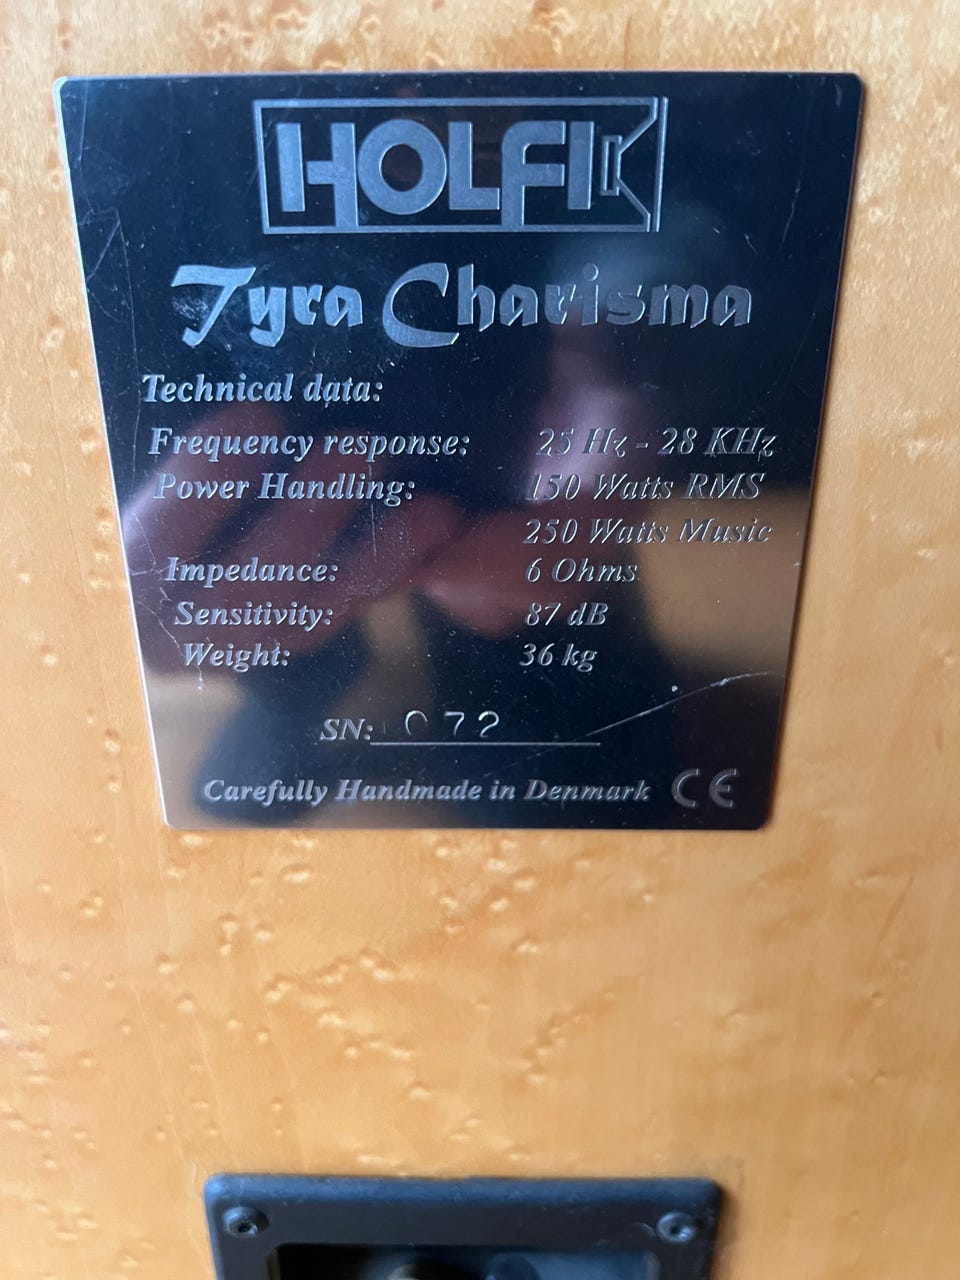 HOLFI
Tyra Charisma
Technical data:
Frequency response: 25 Hz - 28 KHz
Power Handling: 150 Watts RMS
250 Watts Music
Impedance: 6 Ohms
Sensitivity: 87 dB
Weight: 36 kg
SN: 072
Carefully Handmade in Denmark CE